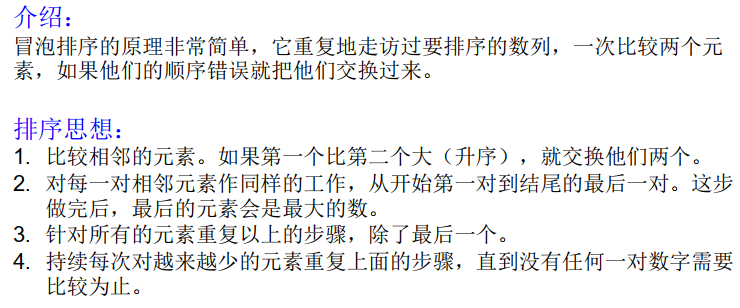 介绍：
冒泡排序的原理非常简单，它重复地走访过要排序的数列，一次比较两个元
素，如果他们的顺序错误就把他们交换过来。
排序思想：
1. 比较相邻的元素。如果第一个比第二个大（升序），就交换他们两个。
2. 对每一对相邻元素作同样的工作，从开始第一对到结尾的最后一对。这步
做完后，最后的元素会是最大的数。
3. 针对所有的元素重复以上的步骤，除了最后一个。
4. 持续每次对越来越少的元素重复上面的步骤，直到没有任何一对数字需要
比较为止。